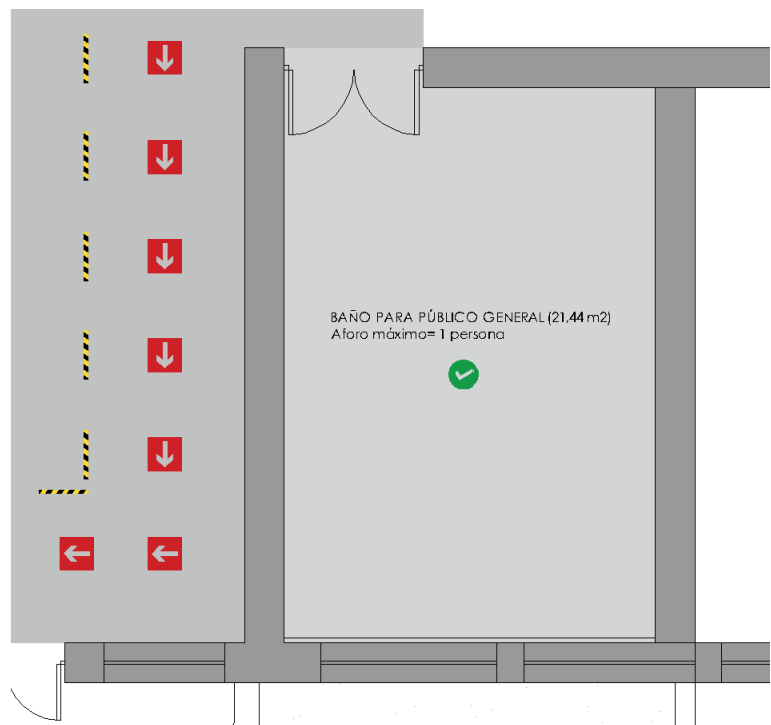 BAÑO PARA PÚBLICO GENERAL (21,44 m2)
Aforo máximo= 1 persona